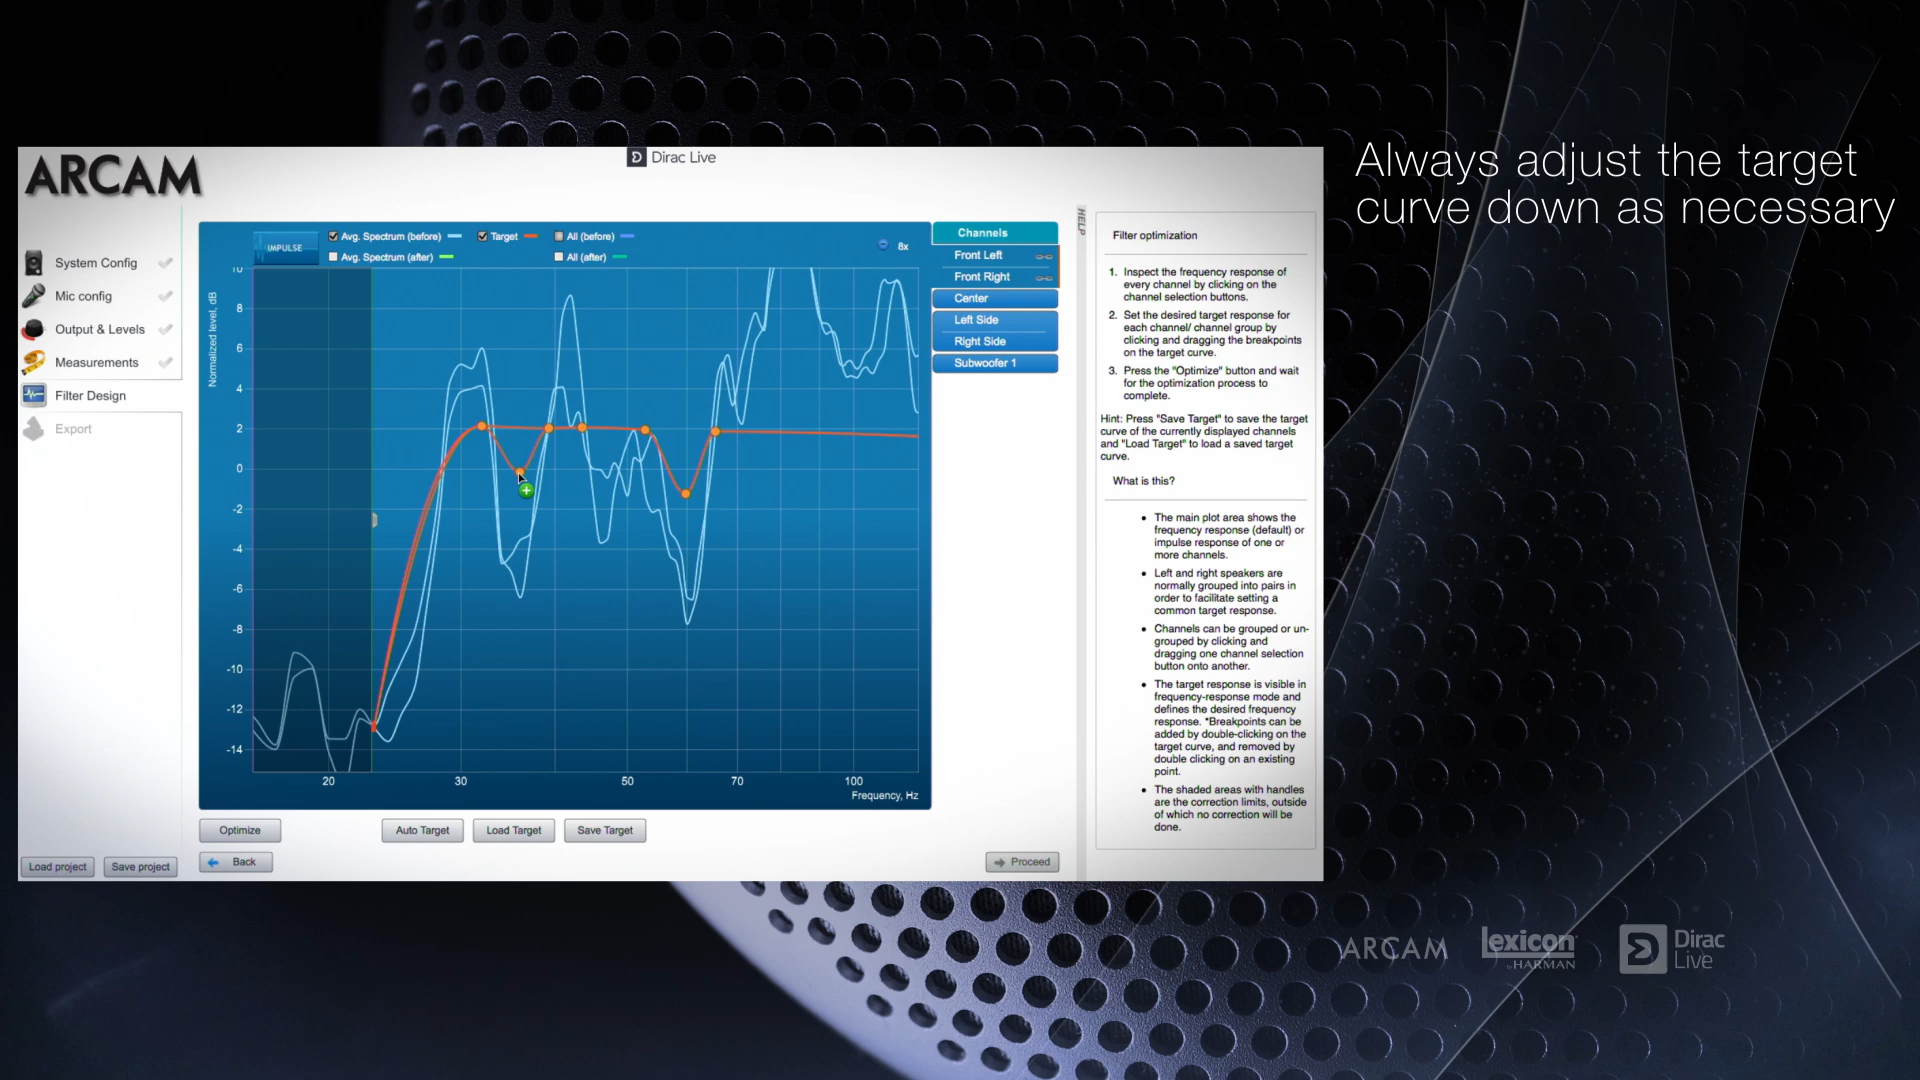 Always adjust the target
curve down as necessary
ARCAM
Dirac Live
System Config
Mic config
Output & Levels
Measurements
Filter Design
Export
Load project
Save project
IMPULSE
Avg. Spectrum (before)
Target
All (before)
Avg. Spectrum (after)
All (after)
8x
Normalized level, dB
10
8
6
4
2
0
-2
-4
-6
-8
-10
-12
-14
20
30
50
70
100
Frequency, Hz
Channels
Front Left
Front Right
Center
Left Side
Right Side
Subwoofer 1
Optimize
Auto Target
Load Target
Save Target
Back
Proceed
HELP
Filter optimization
1. Inspect the frequency response of
every channel by clicking on the
channel selection buttons.
2. Set the desired target response for
each channel/ channel group by
clicking and dragging the breakpoints
on the target curve.
3. Press the "Optimize" button and wait
for the optimization process to
complete.
Hint: Press "Save Target" to save the target
curve of the currently displayed channels
and "Load Target" to load a saved target
curve.
What is this?
• The main plot area shows the
frequency response (default) or
impulse response of one or
more channels.
• Left and right speakers are
normally grouped into pairs in
order to facilitate setting a
common target response.
• Channels can be grouped or un-
grouped by clicking and
dragging one channel selection
button onto another.
• The target response is visible in
frequency-response mode and
defines the desired frequency
response. *Breakpoints can be
added by double-clicking on the
target curve, and removed by
double clicking on an existing
point.
• The shaded areas with handles
are the correction limits, outside
of which no correction will be
done.
ARCAM
lexicon
by HARMAN
Dirac
Live